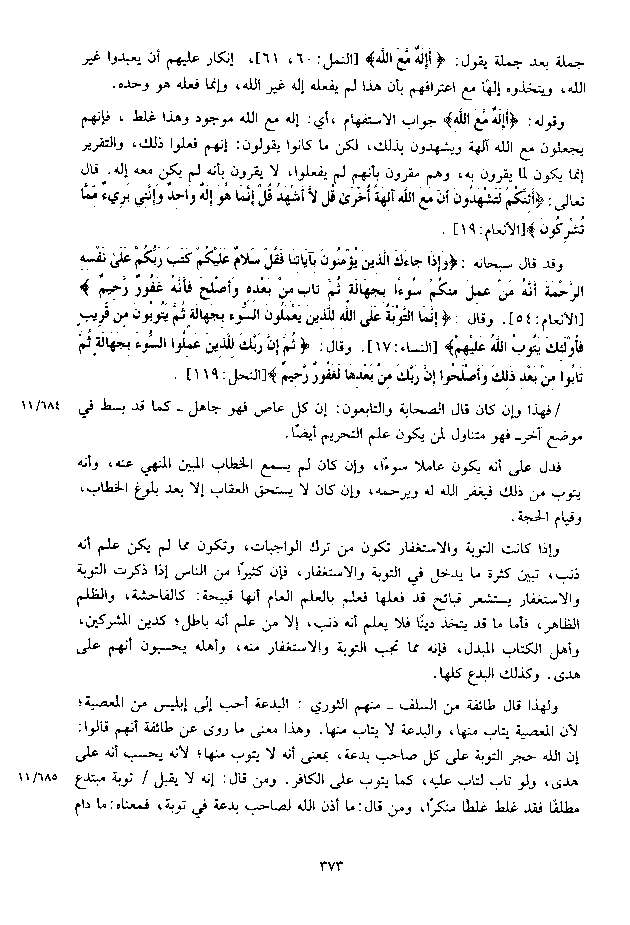 جملة بعد جملة يقول: ﴿ أَإِلَهٌ مَّعَ اللَّهِ﴾ [النمل: ٦٠، ٦١]، إنكار عليهم أن يعبدوا غير
الله، ويتخذوه إلهًا مع اعترافهم بأن هذا لم يفعله إله غير الله، وإنما فعله هو وحده.
وقوله: ﴿أَإِلَهٌ مَّعَ اللَّهِ﴾ جواب الاستفهام ،أي: إله مع الله موجود وهذا غلط ، فإنهم
يجعلون مع الله آلهة ويشهدون بذلك، لكن ما كانوا يقولون: إنهم فعلوا ذلك، والتقرير
إنما يكون لما يقرون به، وهم مقرون بأنهم لم يفعلوا، لا يقرون بأنه لم يكن معه إله. قال
تعالى: ﴿أَئِنَّكُمْ لَتَشْهَدُونَ أَنَّ مَعَ اللَّهِ آلِهَةً أُخْرَىٰ قُل لاَّ أَشْهَدُ قُلْ إِنَّمَا هُوَ إِلَهٌ وَاحِدٌ وَإِنَّنِي بَرِيءٌ مِّمَّا
تُشْرِكُونَ ﴾[الأنعام:١٩] .
وقد قال سبحانه :﴿وَإِذَا جَاءَكَ الَّذِينَ يُؤْمِنُونَ بِآيَاتِنَا فَقُلْ سَلامٌ عَلَيْكُمْ كَتَبَ رَبُّكُمْ عَلَىٰ نَفْسِهِ
الرَّحْمَةَ أَنَّهُ مَنْ عَمِلَ مِنكُمْ سُوءًا بِجَهَالَةٍ ثُمَّ تَابَ مِنْ بَعْدِهِ وَأَصْلَحَ فَأَنَّهُ غَفُورٌ رَّحِيمٌ ﴾
[الأنعام:٥٤]. وقال :﴿ إِنَّمَا التَّوْبَةُ عَلَى اللَّهِ لِلَّذِينَ يَعْمَلُونَ السُّوءَ بِجَهَالَةٍ ثُمَّ يَتُوبُونَ مِن قَرِيبٍ
فَأُوْلَئِكَ يَتُوبُ اللَّهُ عَلَيْهِمْ﴾ [النساء:١٧]. وقال: ﴿ ثُمَّ إِنَّ رَبَّكَ لِلَّذِينَ عَمِلُوا السُّوءَ بِجَهَالَةٍ ثُمَّ
تَابُوا مِنْ بَعْدِ ذَلِكَ وَأَصْلَحُوا إِنَّ رَبَّكَ مِنْ بَعْدِهَا لَغَفُورٌ رَّحِيمٌ ﴾[النحل:١١٩] .
/ فهذا وإن كان قال الصحابة والتابعون: إن كل عاص فهو جاهل ـ كما قد بسط في ١١/٦٨٤
موضع آخرـ فهو متناول لمن يكون علم التحريم أيضًا.
فدل على أنه يكون عاملا سوءًا، وإن كان لم يسمع الخطاب المبين المنهي عنه، وأنه
يتوب من ذلك فيغفر الله له ويرحمه، وإن كان لا يستحق العقاب إلا بعد بلوغ الخطاب،
وقيام الحجة.
وإذا كانت التوبة والاستغفار تكون من ترك الواجبات، وتكون مما لم يكن علم أنه
ذنب، تبين كثرة ما يدخل في التوبة والاستغفار، فإن كثيرًا من الناس إذا ذكرت التوبة
والاستغفار يستشعر قبائح قد فعلها فعلم بالعلم العام أنها قبيحة: كالفاحشة، والظلم
الظاهر، فأما ما قد يتخذ دينًا فلا يعلم أنه ذنب، إلا من علم أنه باطل؛ كدين المشركين،
وأهل الكتاب المبدل، فإنه مما تجب التوبة والاستغفار منه، وأهله يحسبون أنهم على
هدى. وكذلك البدع كلها.
ولهذا قال طائفة من السلف ـ منهم الثوري : البدعة أحب إلى إبليس من المعصية؛
لأن المعصية يتاب منها، والبدعة لا يتاب منها. وهذا معنى ما روى عن طائفة أنهم قالوا:
إن الله حجر التوبة على كل صاحب بدعة، بمعنى أنه لا يتوب منها؛ لأنه يحسب أنه على
هدى، ولو تاب لتاب عليه، كما يتوب على الكافر. ومن قال: إنه لا يقبل / توبة مبتدع ١١/٦٨٥
مطلقًا فقد غلط غلطًا منكرًا، ومن قال: ما أذن الله لصاحب بدعة في توبة، فمعناه: ما دام
٣٧٣